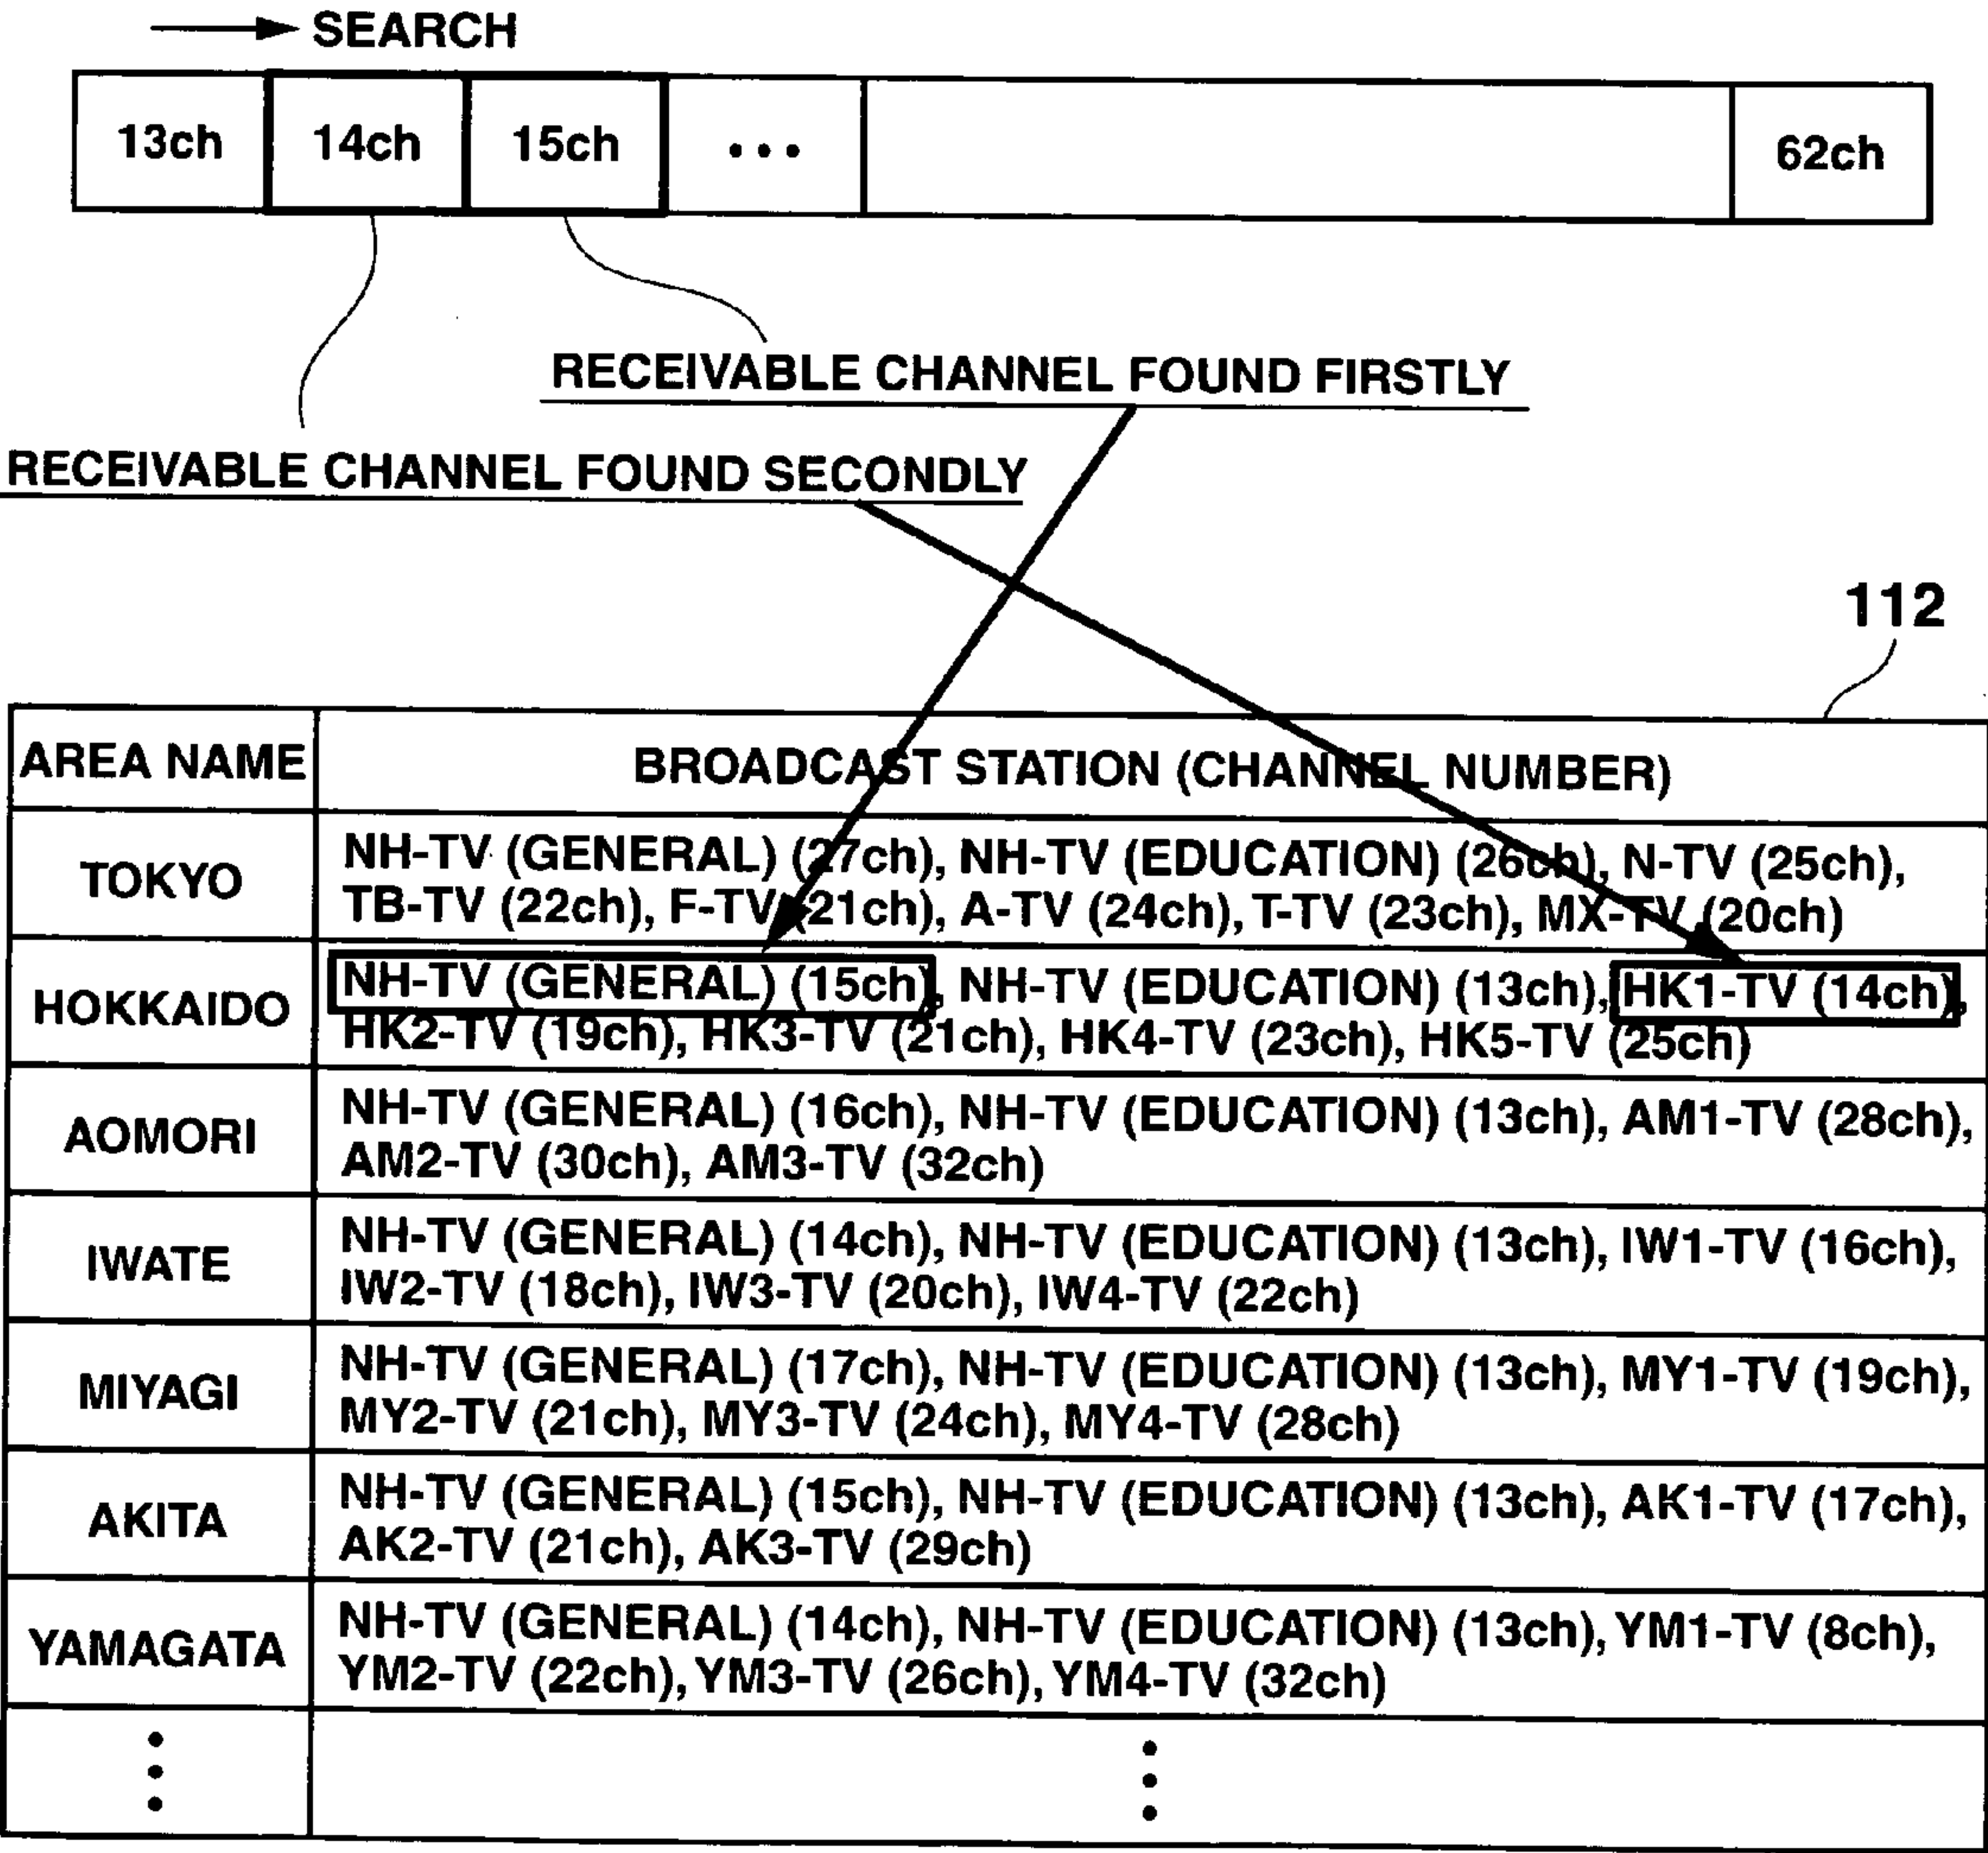 SEARCH
13ch 14ch 15ch ... 62ch
RECEIVABLE CHANNEL FOUND FIRSTLY
RECEIVABLE CHANNEL FOUND SECONDLY
112
AREA NAME BROADCAST STATION (CHANNEL NUMBER)
TOKYO
NH-TV (GENERAL) (27ch), NH-TV (EDUCATION) (26ch), N-TV (25ch),
TB-TV (22ch), F-TV (21ch), A-TV (24ch), T-TV (23ch), MX-TV (20ch)
HOKKAIDO
NH-TV (GENERAL) (15ch), NH-TV (EDUCATION) (13ch), HK1-TV (14ch),
HK2-TV (19ch), HK3-TV (21ch), HK4-TV (23ch), HK5-TV (25ch)
AOMORI
NH-TV (GENERAL) (16ch), NH-TV (EDUCATION) (13ch), AM1-TV (28ch),
AM2-TV (30ch), AM3-TV (32ch)
IWATE
NH-TV (GENERAL) (14ch), NH-TV (EDUCATION) (13ch), IW1-TV (16ch),
IW2-TV (18ch), IW3-TV (20ch), IW4-TV (22ch)
MIYAGI
NH-TV (GENERAL) (17ch), NH-TV (EDUCATION) (13ch), MY1-TV (19ch),
MY2-TV (21ch), MY3-TV (24ch), MY4-TV (28ch)
AKITA
NH-TV (GENERAL) (15ch), NH-TV (EDUCATION) (13ch), AK1-TV (17ch),
AK2-TV (21ch), AK3-TV (29ch)
YAMAGATA
NH-TV (GENERAL) (14ch), NH-TV (EDUCATION) (13ch), YM1-TV (8ch),
YM2-TV (22ch), YM3-TV (26ch), YM4-TV (32ch)